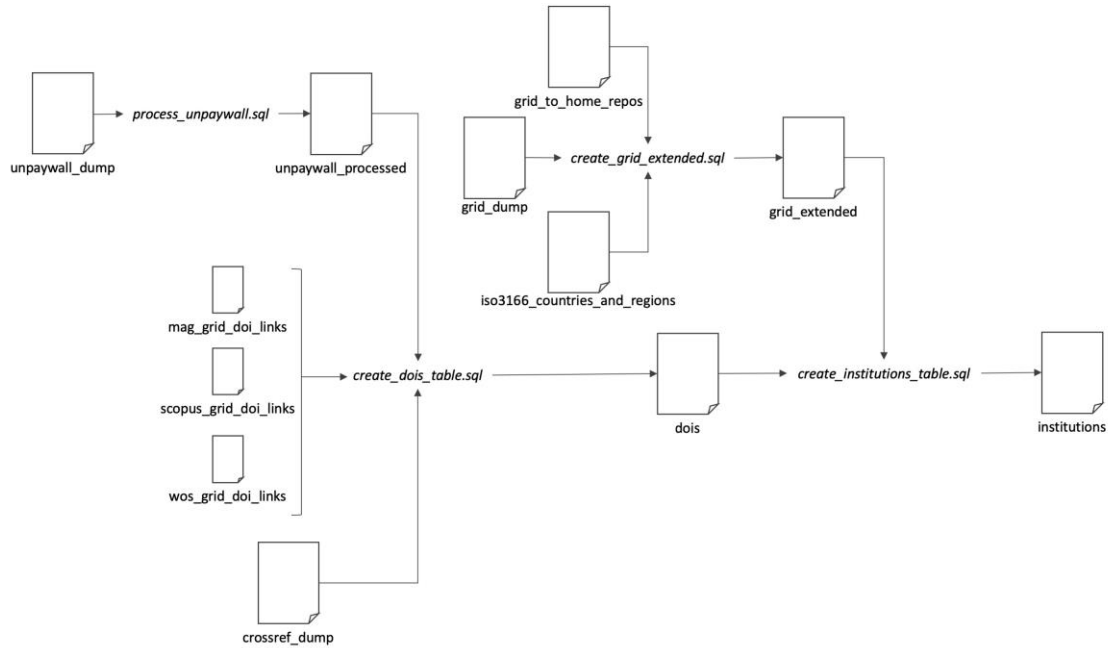 grid_to_home_repos
process_unpaywall.sql
unpaywall_dump
unpaywall_processed
create_grid_extended.sql
grid_dump
grid_extended
iso3166_countries_and_regions
mag_grid_doi_links
create_dois_table.sql
create_institutions_table.sql
scopus_grid_doi_links
dois
institutions
wos_grid_doi_links
crossref_dump